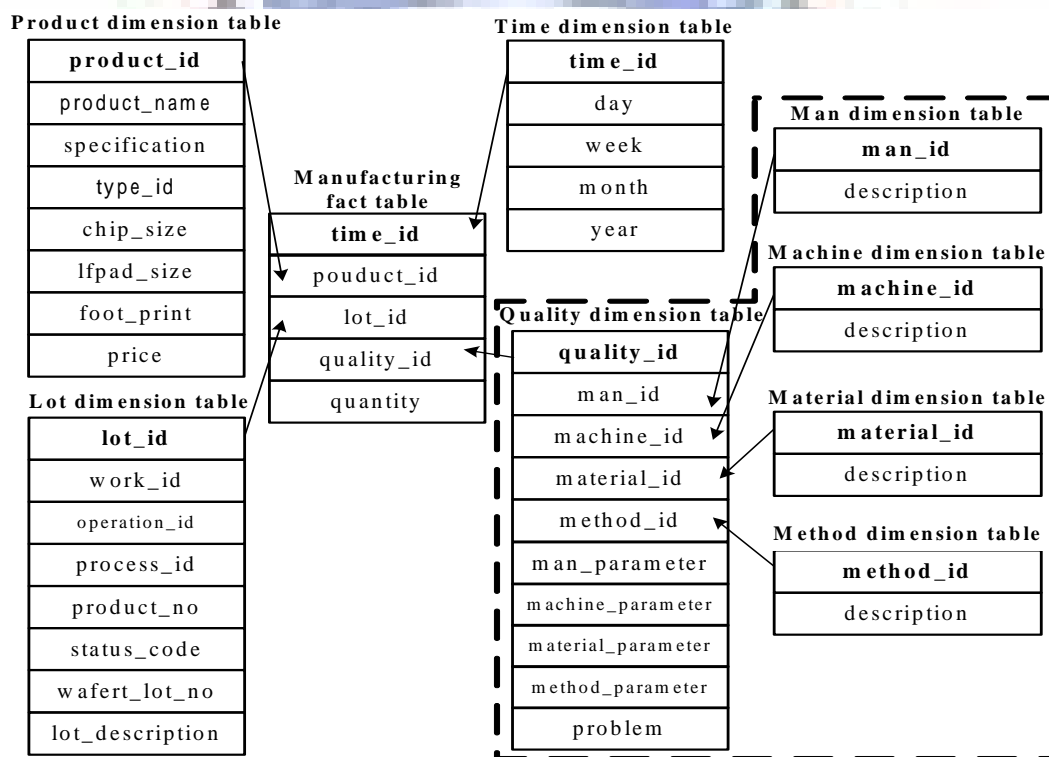 Product dimension table
product_id
product_name
specification
type_id
chip_size
lfpad_size
foot_print
price
Lot dimension table
lot_id
work_id
operation_id
process_id
product_no
status_code
wafert_lot_no
lot_description
Manufacturing
fact table
time_id
pouduct_id
lot_id
quality_id
quantity
Time dimension table
time_id
day
week
month
year
Quality dimension table
quality_id
man_id
machine_id
material_id
method_id
man_parameter
machine_parameter
material_parameter
method_parameter
problem
Man dimension table
man_id
description
Machine dimension table
machine_id
description
Material dimension table
material_id
description
Method dimension table
method_id
description